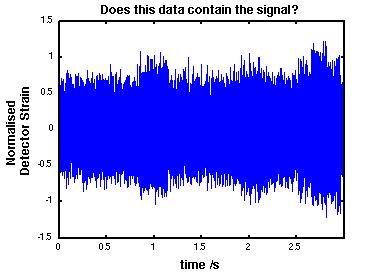 Does this data contain the signal?
1.5
1
0.5
0
-0.5
-1
-1.5
Normalised
Detector Strain
0 0.5 1 1.5 2 2.5
time /s